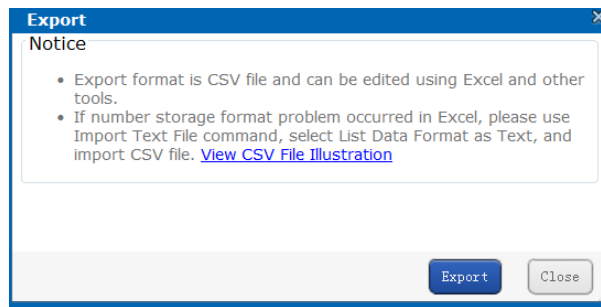 Export
Notice
• Export format is CSV file and can be edited using Excel and other
tools.
• If number storage format problem occurred in Excel, please use
Import Text File command, select List Data Format as Text, and
import CSV file. View CSV File Illustration
Export Close